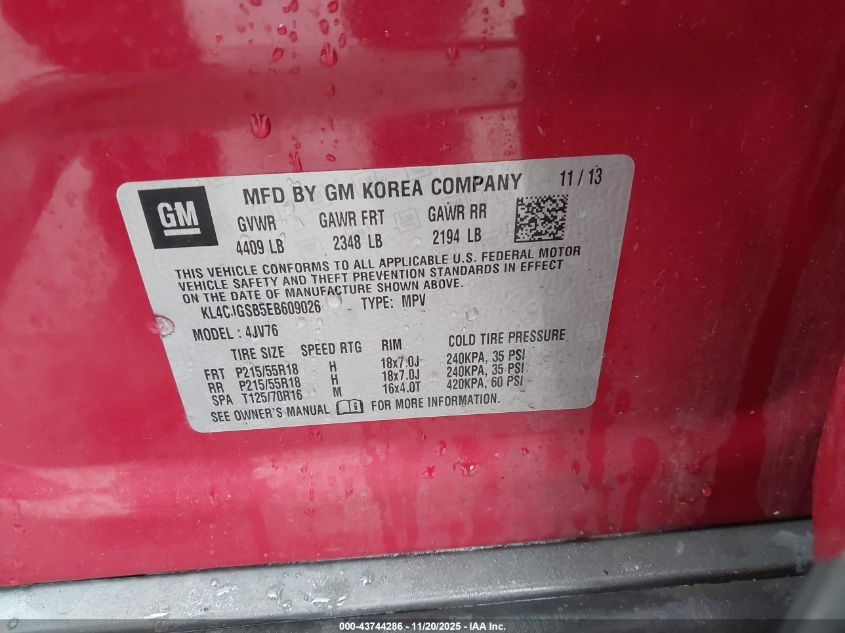 GM
MFD BY GM KOREA COMPANY 11 / 13
GVWR GAWR FRT GAWR RR
4409 LB 2348 LB 2194 LB
THIS VEHICLE CONFORMS TO ALL APPLICABLE U.S. FEDERAL MOTOR
VEHICLE SAFETY AND THEFT PREVENTION STANDARDS IN EFFECT
ON THE DATE OF MANUFACTURE SHOWN ABOVE.
KL4CJGSB5EB609026 TYPE: MPV
MODEL : 4JV76
TIRE SIZE SPEED RTG RIM COLD TIRE PRESSURE
FRT P215/55R18 H 18x7.0J 240KPA, 35 PSI
RR P215/55R18 H 18x7.0J 240KPA, 35 PSI
SPA T125/70R16 M 16x4.0T 420KPA, 60 PSI
SEE OWNER'S MANUAL FOR MORE INFORMATION.
000-43744286 - 11/20/2025 - IAA Inc.